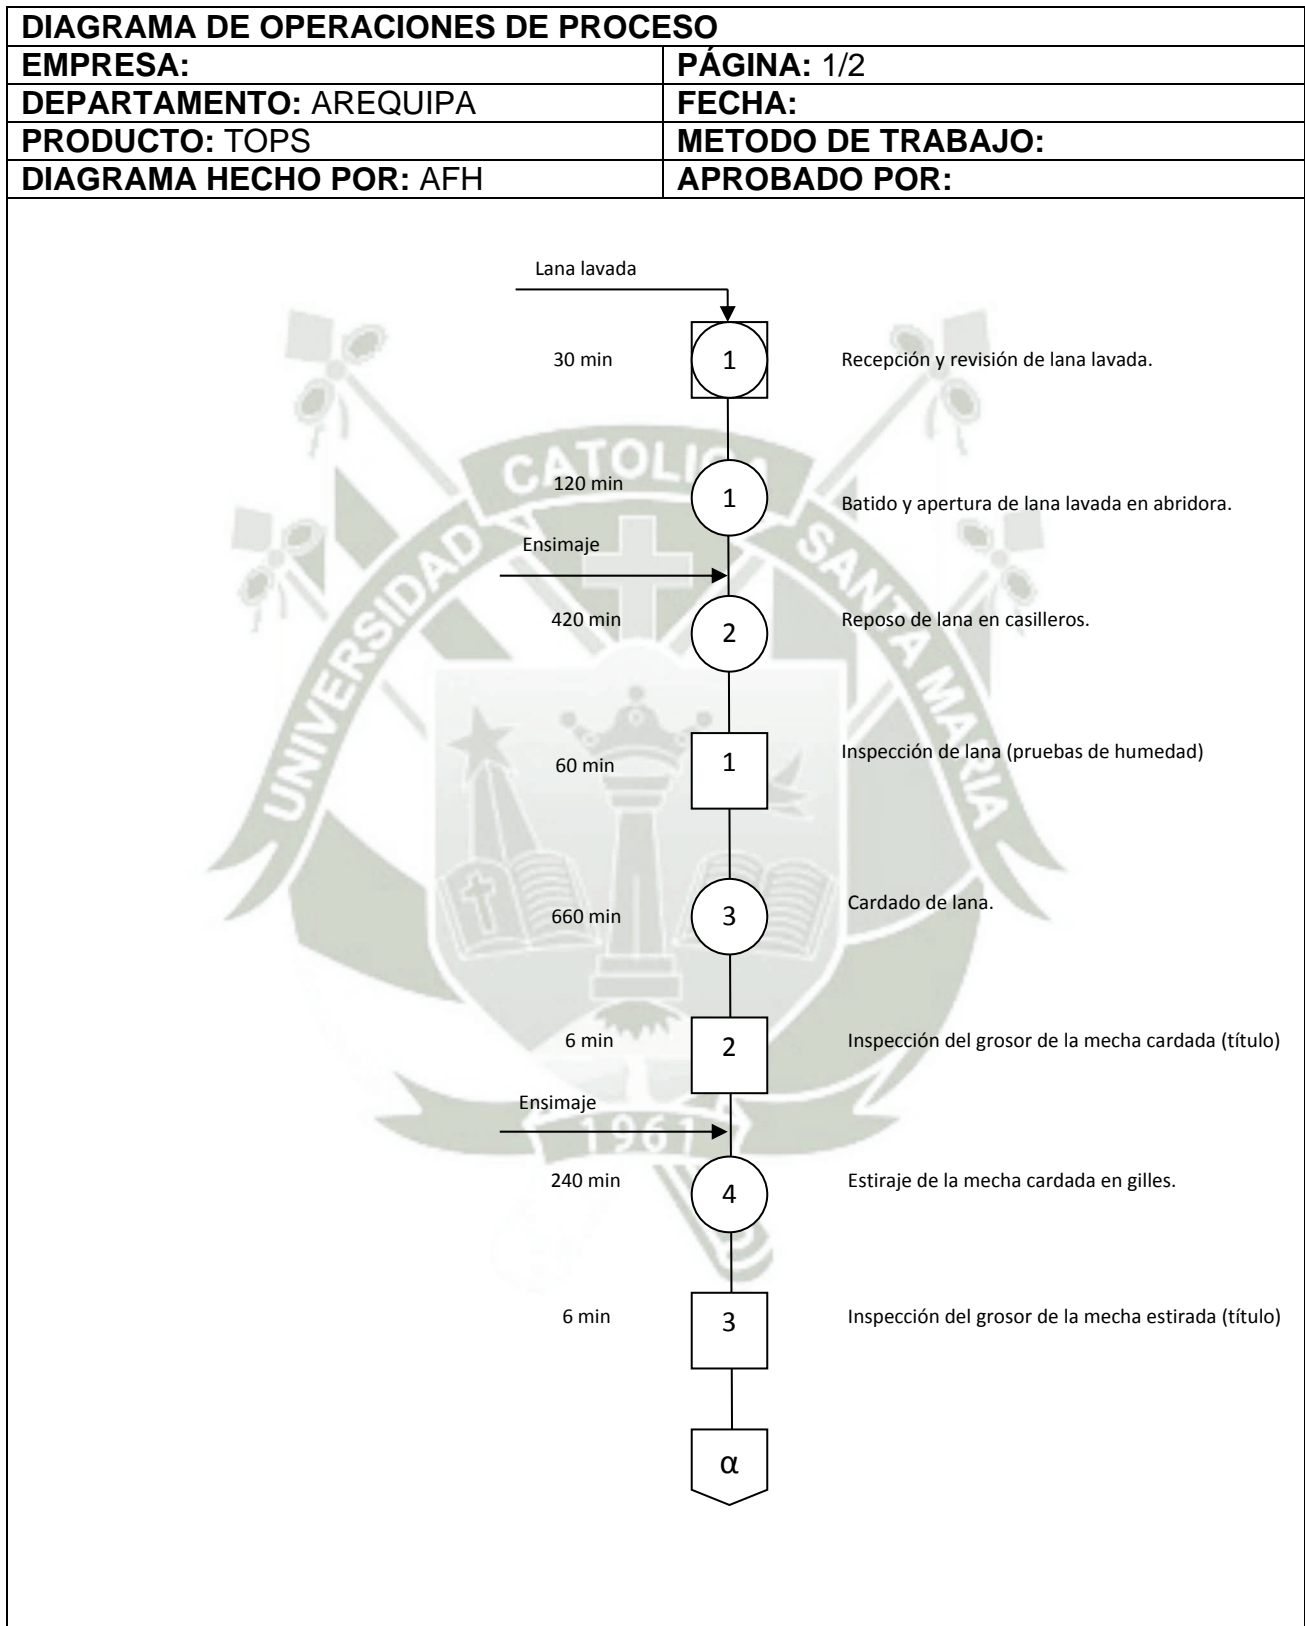 DIAGRAMA DE OPERACIONES DE PROCESO
EMPRESA:
PÁGINA: 1/2
DEPARTAMENTO: AREQUIPA
FECHA:
PRODUCTO: TOPS
METODO DE TRABAJO:
DIAGRAMA HECHO POR: AFH
APROBADO POR:
Lana lavada
30 min
1
Recepción y revisión de lana lavada.
120 min
1
Batido y apertura de lana lavada en abridora.
Ensimaje
420 min
2
Reposo de lana en casilleros.
60 min
1
Inspección de lana (pruebas de humedad)
660 min
3
Cardado de lana.
6 min
2
Inspección del grosor de la mecha cardada (título)
Ensimaje
240 min
4
Estiraje de la mecha cardada en gilles.
6 min
3
Inspección del grosor de la mecha estirada (título)
α
UNIVERSIDAD CATOLICA SANTA MARIA
1961